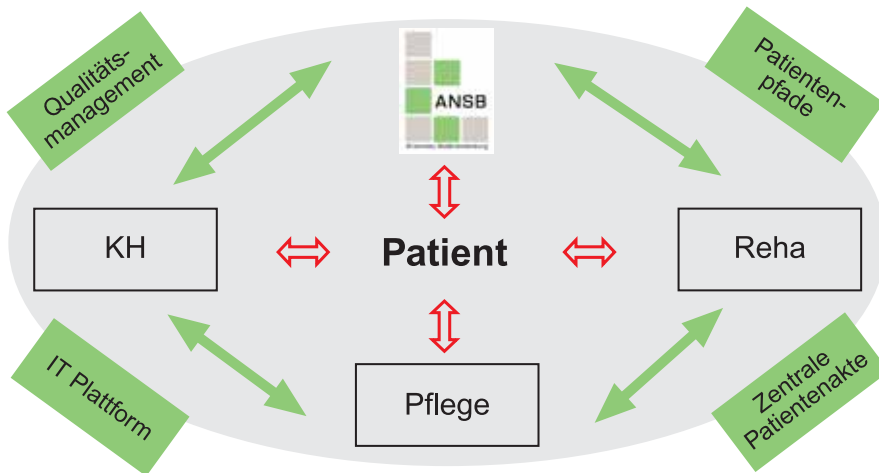 Qualitäts-
management
Patienten-
pfade
ANSB
KH
Patient
Reha
IT Plattform
Pflege
Zentrale
Patientenakte